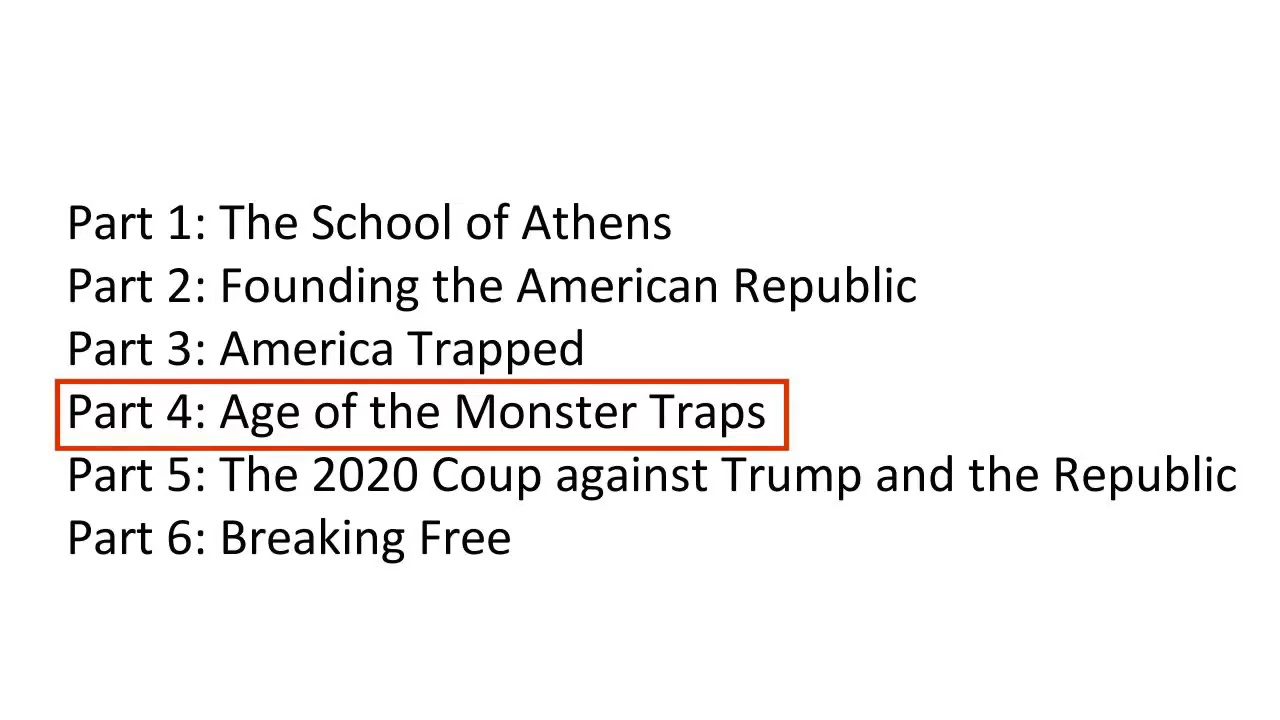 Part 1: The School of Athens
Part 2: Founding the American Republic
Part 3: America Trapped
Part 4: Age of the Monster Traps
Part 5: The 2020 Coup against Trump and the Republic
Part 6: Breaking Free